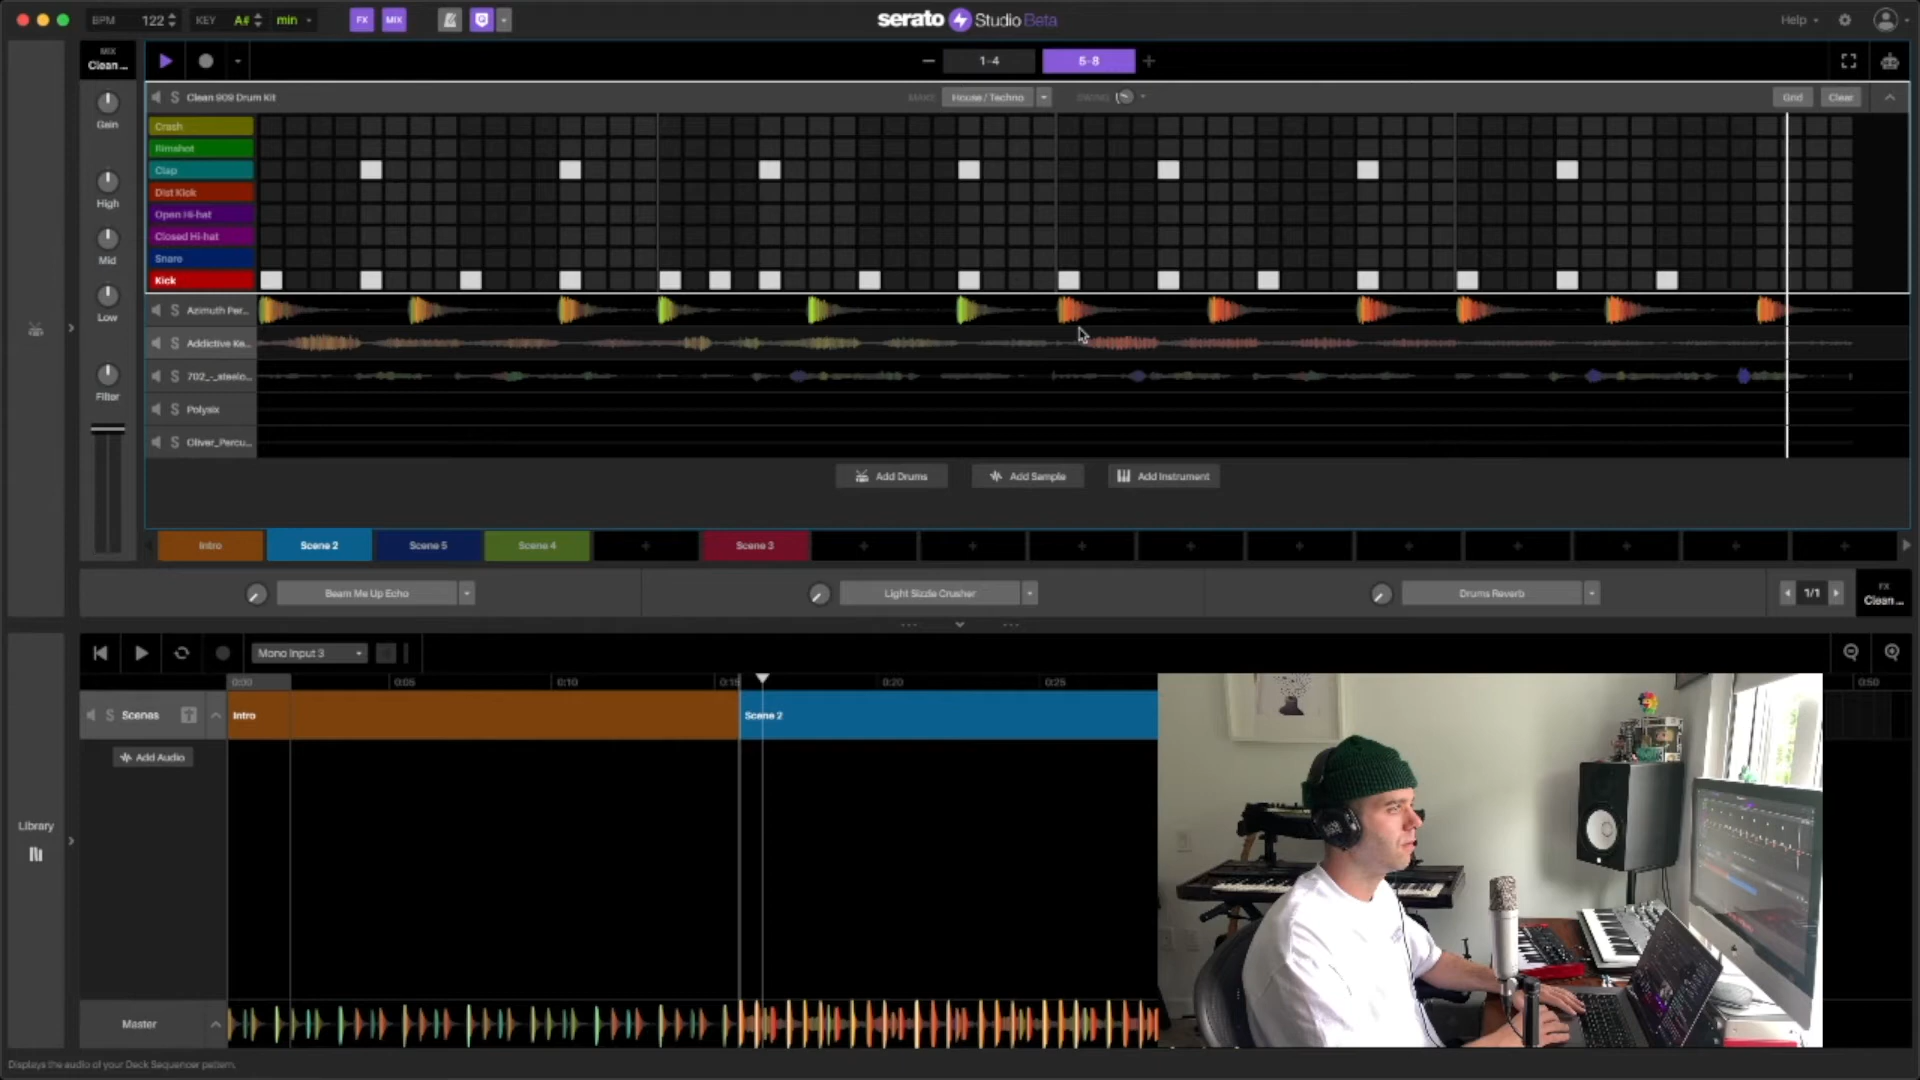 BPM 122 KEY A# min FX MIX serato Studio Beta Help
MIX
Clean ...
1-4 5-8
Clean 909 Drum Kit MAKE House / Techno SWING Grid Clear
Gain
High
Mid
Low
Filter
Crash
Rimshot
Clap
Dist Kick
Open Hi-hat
Closed Hi-hat
Snare
Kick
S Azimuth Per...
S Addictive Ke...
S 702_-_steelo...
S Polysix
S Oliver_Percu...
Add Drums Add Sample Add Instrument
Intro Scene 2 Scene 5 Scene 4 Scene 3
Beam Me Up Echo Light Sizzle Crusher Drums Reverb 1/1
FX
Clean ...
Mono Input 3
0:00 0:05 0:10 0:15 0:20 0:25 0:50
S Scenes Intro Scene 2
Add Audio
Library
Master
Displays the audio of your Deck Sequencer pattern.